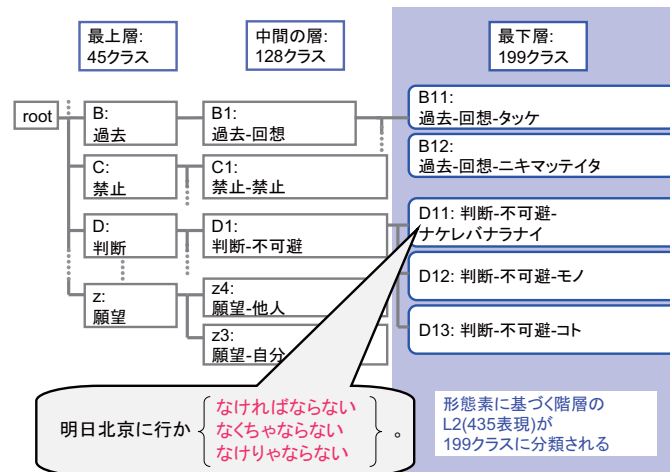 最上層:
45クラス
中間の層:
128クラス
最下層:
199クラス
root
B:
過去
B1:
過去-回想
B11:
過去-回想-タッケ
B12:
過去-回想-ニキマッテイタ
C:
禁止
C1:
禁止-禁止
D:
判断
D1:
判断-不可避
D11: 判断-不可避-
ナケレバナラナイ
D12: 判断-不可避-モノ
z:
願望
z4:
願望-他人
z3:
願望-自分
D13: 判断-不可避-コト
明日北京に行か
なければならない
なくちゃならない
なけりゃならない
。
形態素に基づく階層の
L2(435表現)が
199クラスに分類される